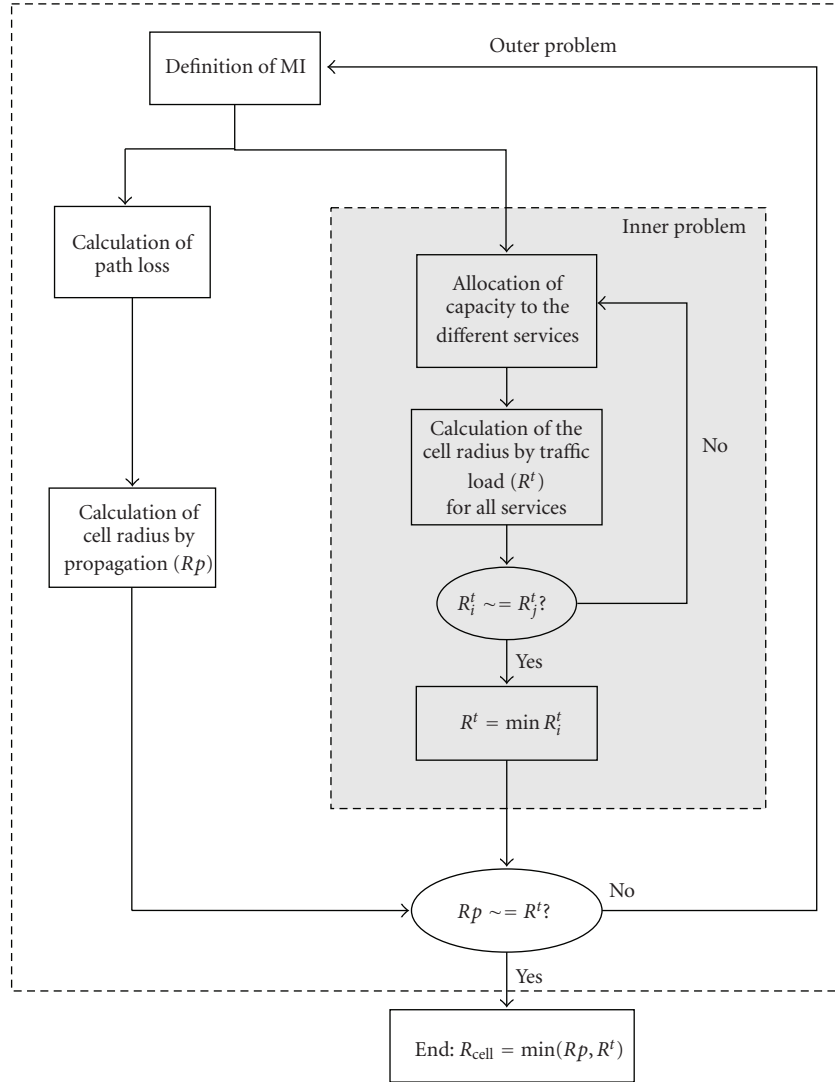 Outer problem
Definition of MI
Inner problem
Calculation of
path loss
Allocation of
capacity to the
different services
Calculation of the
cell radius by traffic
load (R^t)
for all services
No
Calculation of
cell radius by
propagation (Rp)
R_i^t ~= R_j^t?
Yes
R^t = min R_i^t
No
Rp ~= R^t?
Yes
End: R_cell = min(Rp, R^t)